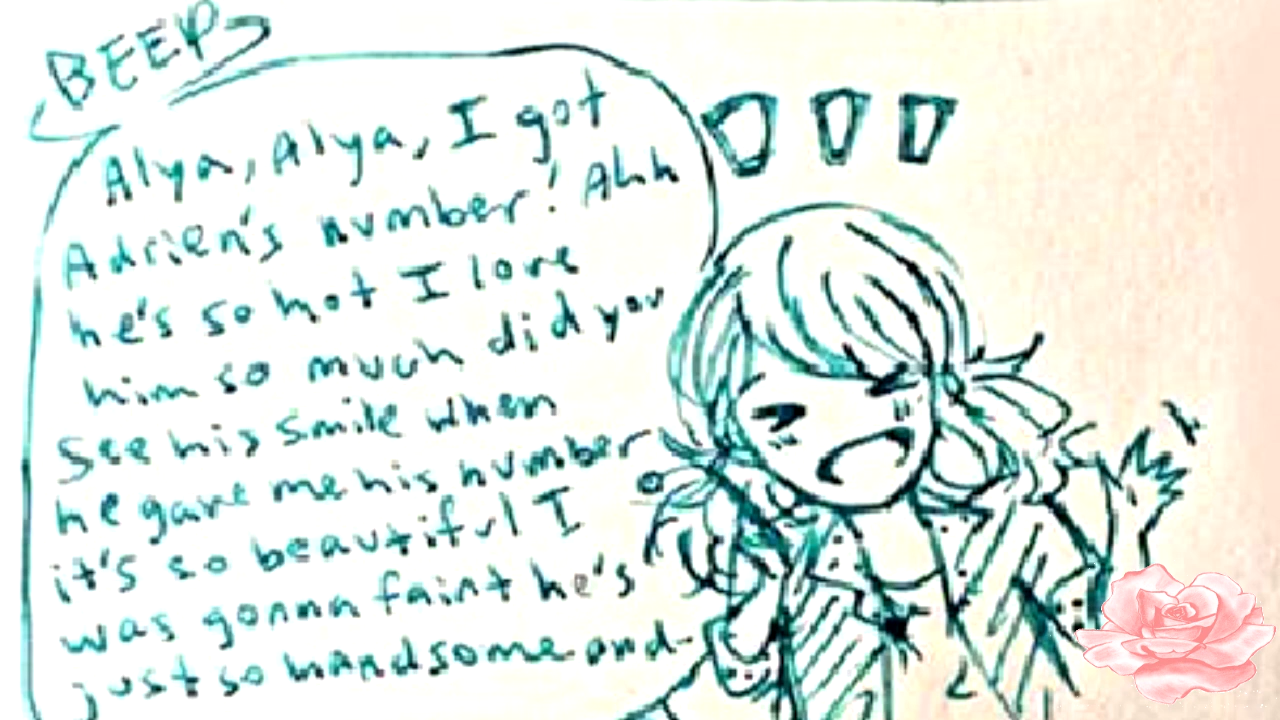 BEEP
Alya, Alya, I got
Adrien's number! Ahh
he's so hot I love
him so much did you
see his smile when
he gave me his number
it's so beautiful I
was gonna faint he's
just so handsome and-